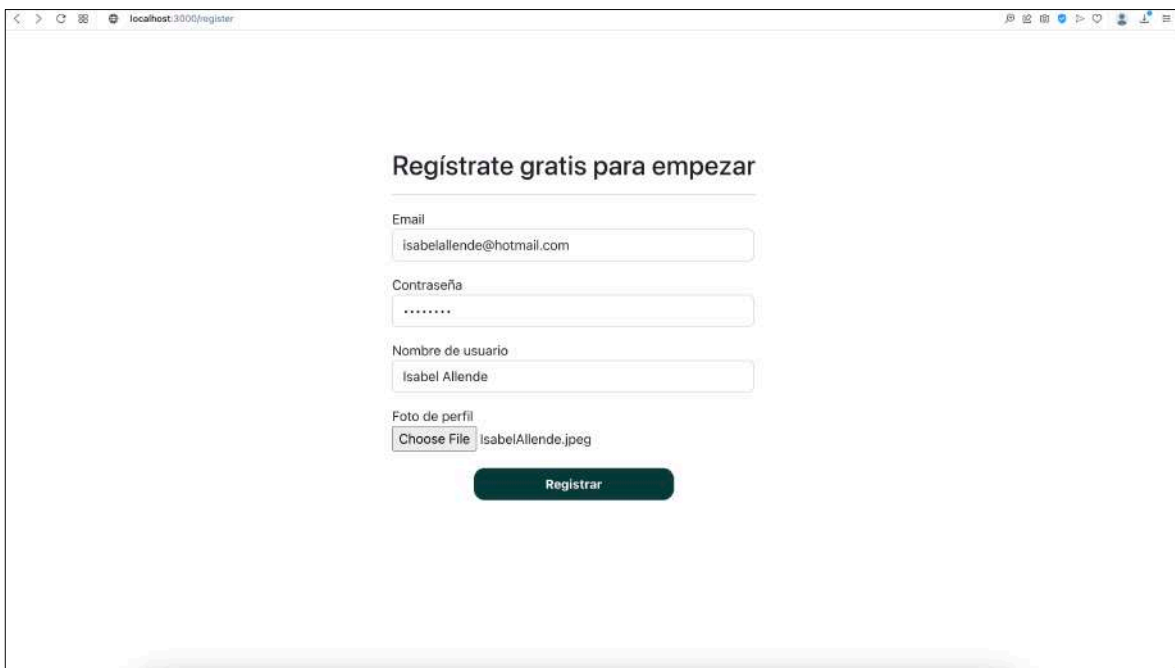 localhost:3000/register
Regístrate gratis para empezar
Email
isabelallende@hotmail.com
Contraseña
........
Nombre de usuario
Isabel Allende
Foto de perfil
Choose File IsabelAllende.jpeg
Registrar